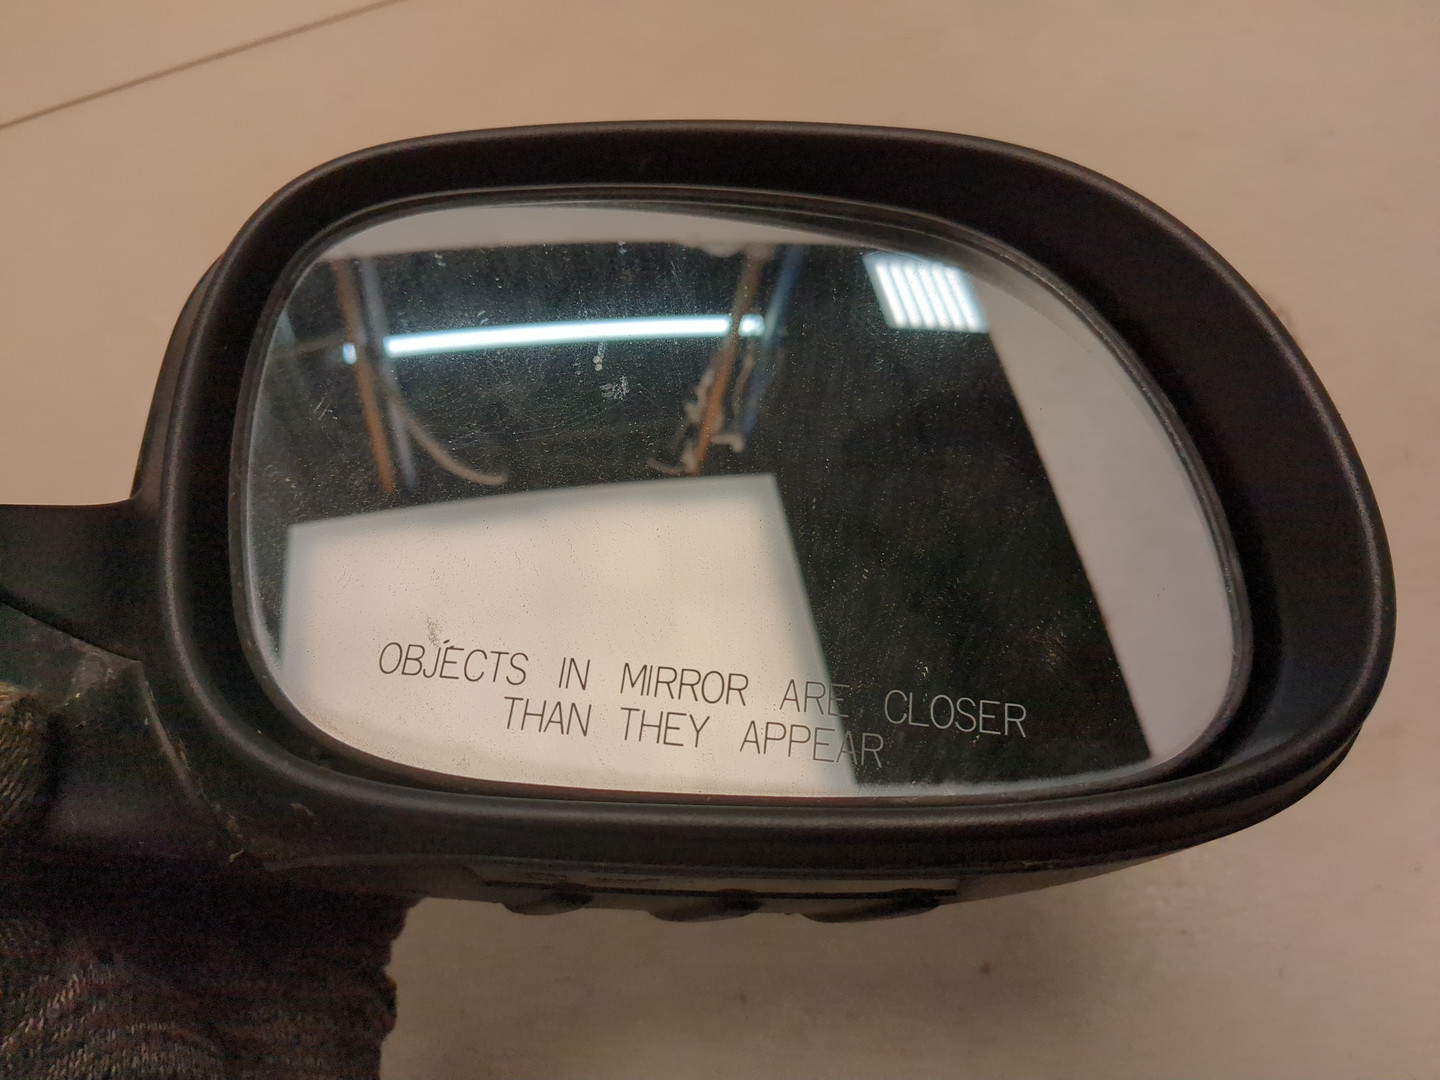 OBJECTS IN MIRROR ARE CLOSER
THAN THEY APPEAR